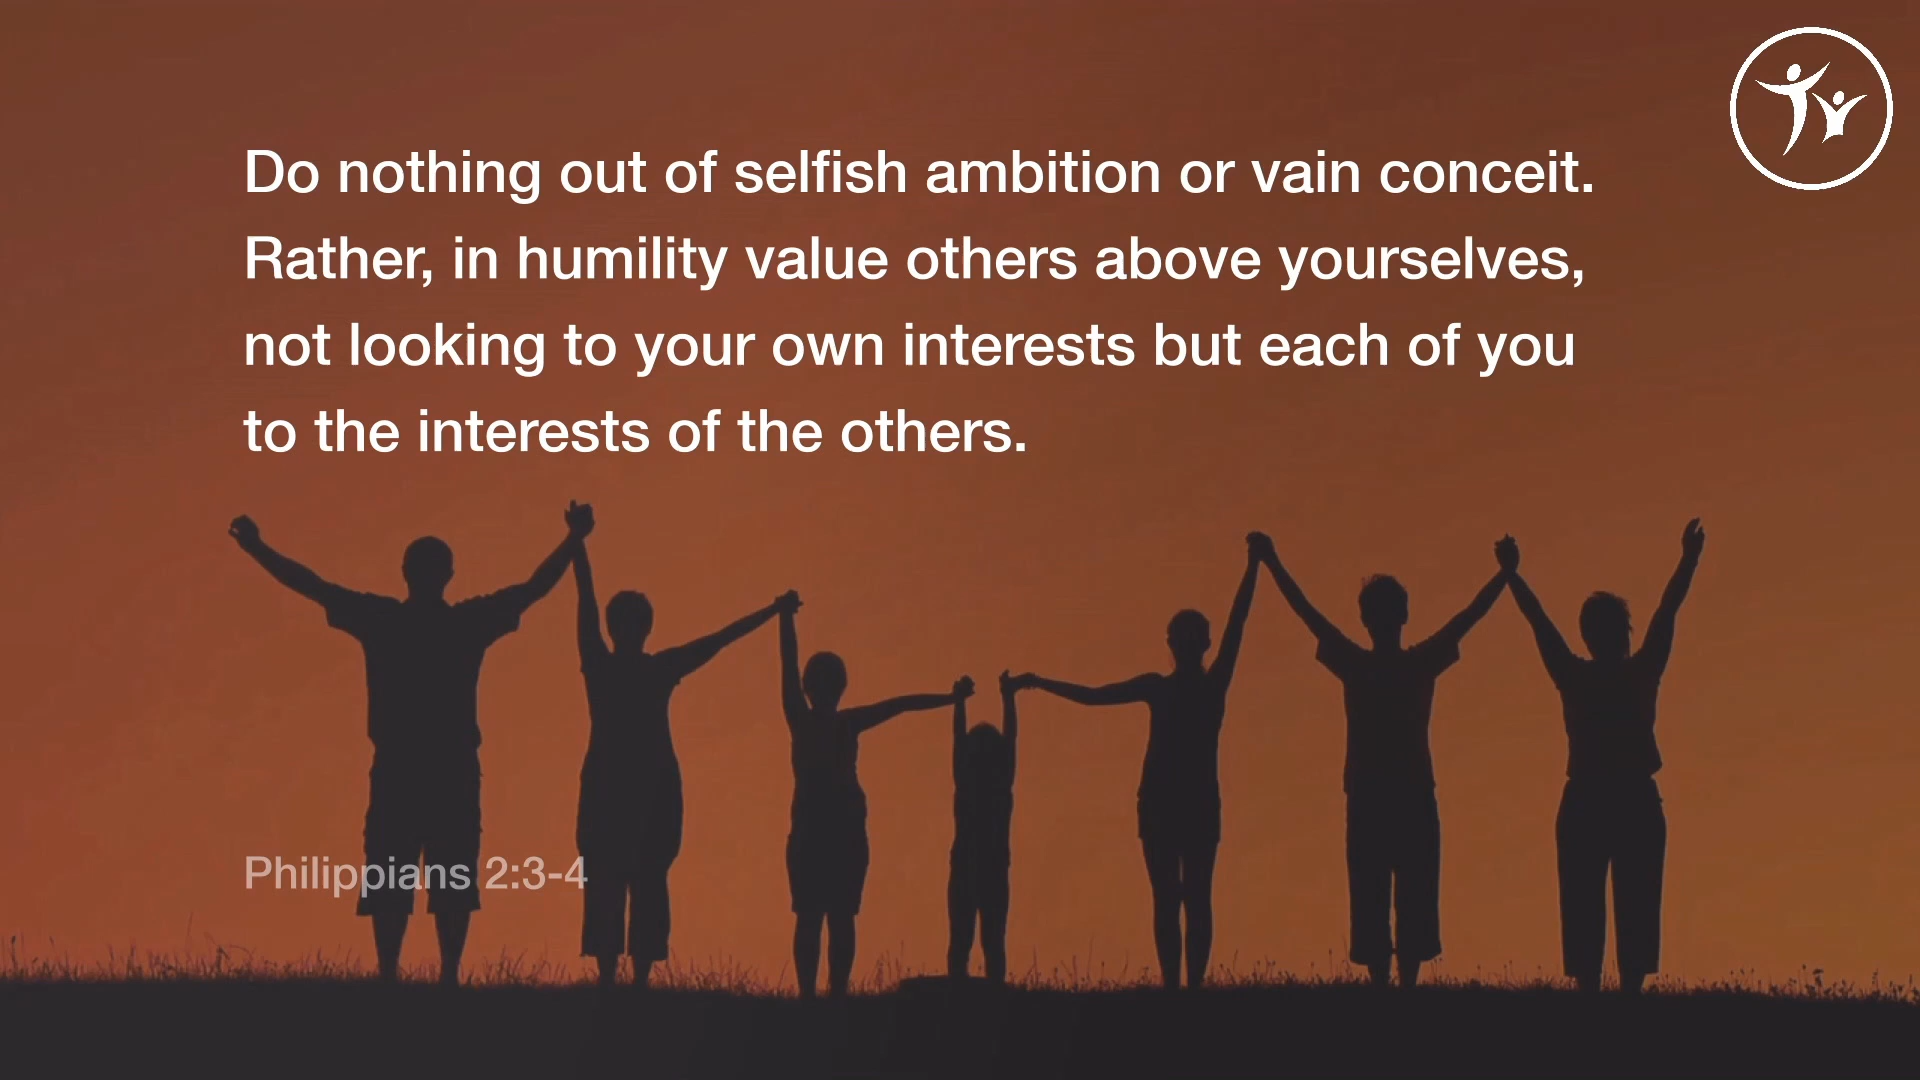 Do nothing out of selfish ambition or vain conceit.
Rather, in humility value others above yourselves,
not looking to your own interests but each of you
to the interests of the others.
Philippians 2:3-4